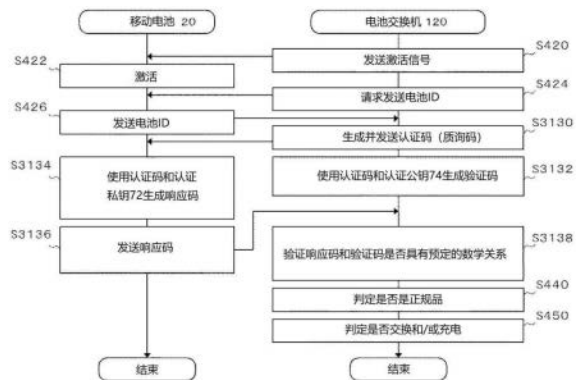 移动电池 20
电池交换机 120
S420
发送激活信号
S422
激活
S424
请求发送电池ID
S426
发送电池ID
S3130
生成并发送认证码（质询码）
S3134
使用认证码和认证
私钥72生成响应码
S3132
使用认证码和认证公钥74生成验证码
S3136
发送响应码
S3138
验证响应码和验证码是否具有预定的数学关系
S440
判定是否是正规品
S450
判定是否交换和/或充电
结束
结束